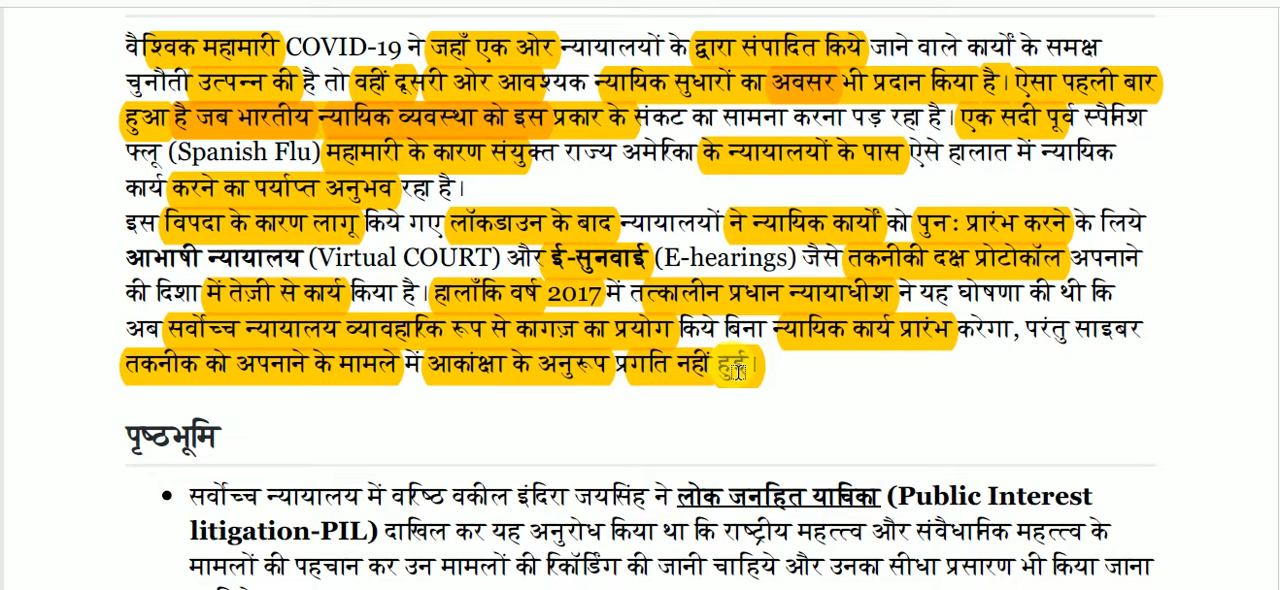 वैश्विक महामारी COVID-19 ने जहाँ एक ओर न्यायालयों के द्वारा संपादित किये जाने वाले कार्यों के समक्ष
चुनौती उत्पन्न की है तो वहीं दूसरी ओर आवश्यक न्यायिक सुधारों का अवसर भी प्रदान किया है। ऐसा पहली बार
हुआ है जब भारतीय न्यायिक व्यवस्था को इस प्रकार के संकट का सामना करना पड़ रहा है। एक सदी पूर्व स्पैनिश
फ्लू (Spanish Flu) महामारी के कारण संयुक्त राज्य अमेरिका के न्यायालयों के पास ऐसे हालात में न्यायिक
कार्य करने का पर्याप्त अनुभव रहा है।
इस विपदा के कारण लागू किये गए लॉकडाउन के बाद न्यायालयों ने न्यायिक कार्यों को पुन: प्रारंभ करने के लिये
आभाषी न्यायालय (Virtual COURT) और ई-सुनवाई (E-hearings) जैसे तकनीकी दक्ष प्रोटोकॉल अपनाने
की दिशा में तेज़ी से कार्य किया है। हालाँकि वर्ष 2017 में तत्कालीन प्रधान न्यायाधीश ने यह घोषणा की थी कि
अब सर्वोच्च न्यायालय व्यावहारिक रूप से कागज़ का प्रयोग किये बिना न्यायिक कार्य प्रारंभ करेगा, परंतु साइबर
तकनीक को अपनाने के मामले में आकांक्षा के अनुरूप प्रगति नहीं हुई।
पृष्ठभूमि
• सर्वोच्च न्यायालय में वरिष्ठ वकील इंदिरा जयसिंह ने लोक जनहित याचिका (Public Interest
litigation-PIL) दाखिल कर यह अनुरोध किया था कि राष्ट्रीय महत्त्व और संवैधानिक महत्त्व के
मामलों की पहचान कर उन मामलों की रिकॉर्डिंग की जानी चाहिये और उनका सीधा प्रसारण भी किया जाना